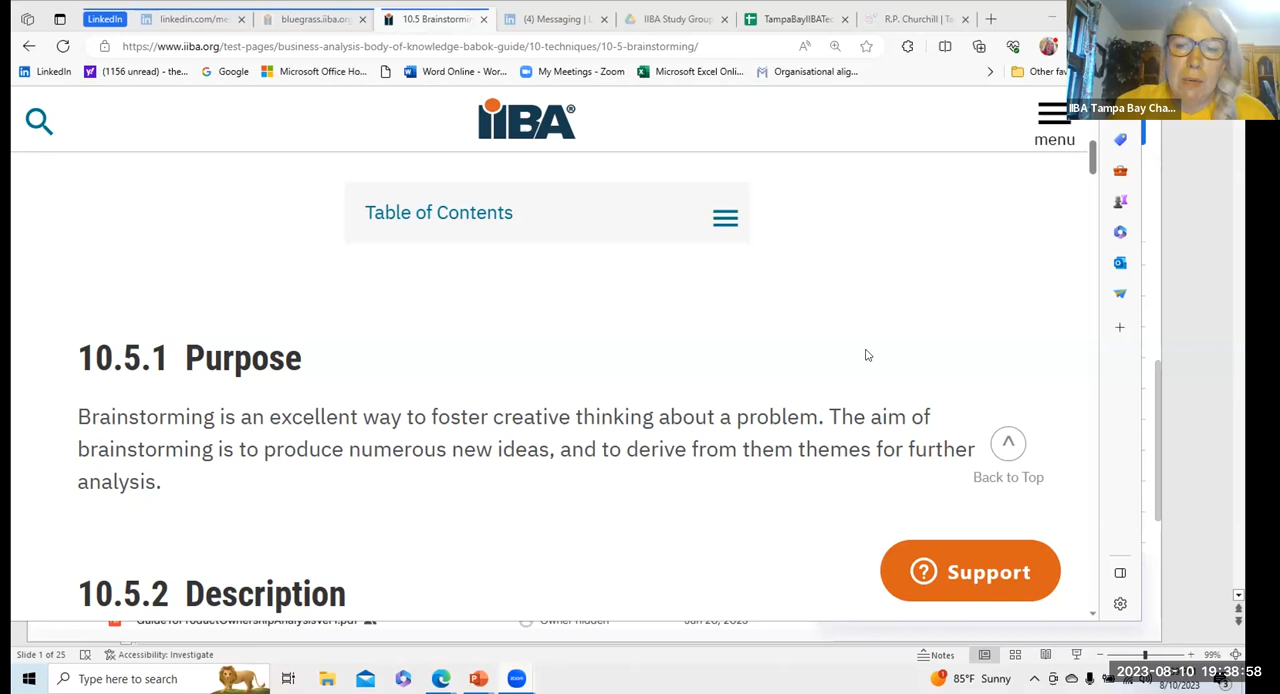 LinkedIn
linkedin.com/me
bluegrass.iiba.org
10.5 Brainstormin
(4) Messaging | L
IIBA Study Group
TampaBayIIBATec
R.P. Churchill | Ta
https://www.iiba.org/test-pages/business-analysis-body-of-knowledge-babok-guide/10-techniques/10-5-brainstorming/
LinkedIn
(1156 unread) - the...
Google
Microsoft Office Ho...
Word Online - Wor...
My Meetings - Zoom
Microsoft Excel Onli...
Organisational alig...
Other fav
IIBA Tampa Bay Cha...
iiBA®
menu
Table of Contents
10.5.1 Purpose
Brainstorming is an excellent way to foster creative thinking about a problem. The aim of
brainstorming is to produce numerous new ideas, and to derive from them themes for further
analysis.
Back to Top
Support
10.5.2 Description
Slide 1 of 25
Accessibility: Investigate
Notes
99%
Type here to search
85°F Sunny
2023-08-10 19:38:58
8/10/2023